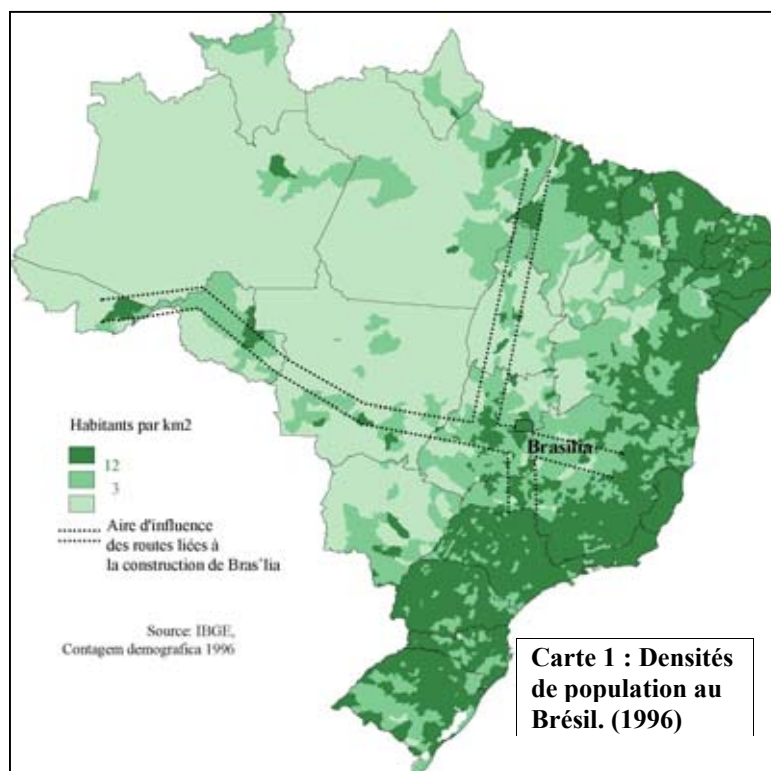 Brasília
Habitants par km2
12
3
Aire d'influence
des routes liées à
la construction de Bras´lia
Source: IBGE,
Contagem demografica 1996
Carte 1 : Densités
de population au
Brésil. (1996)